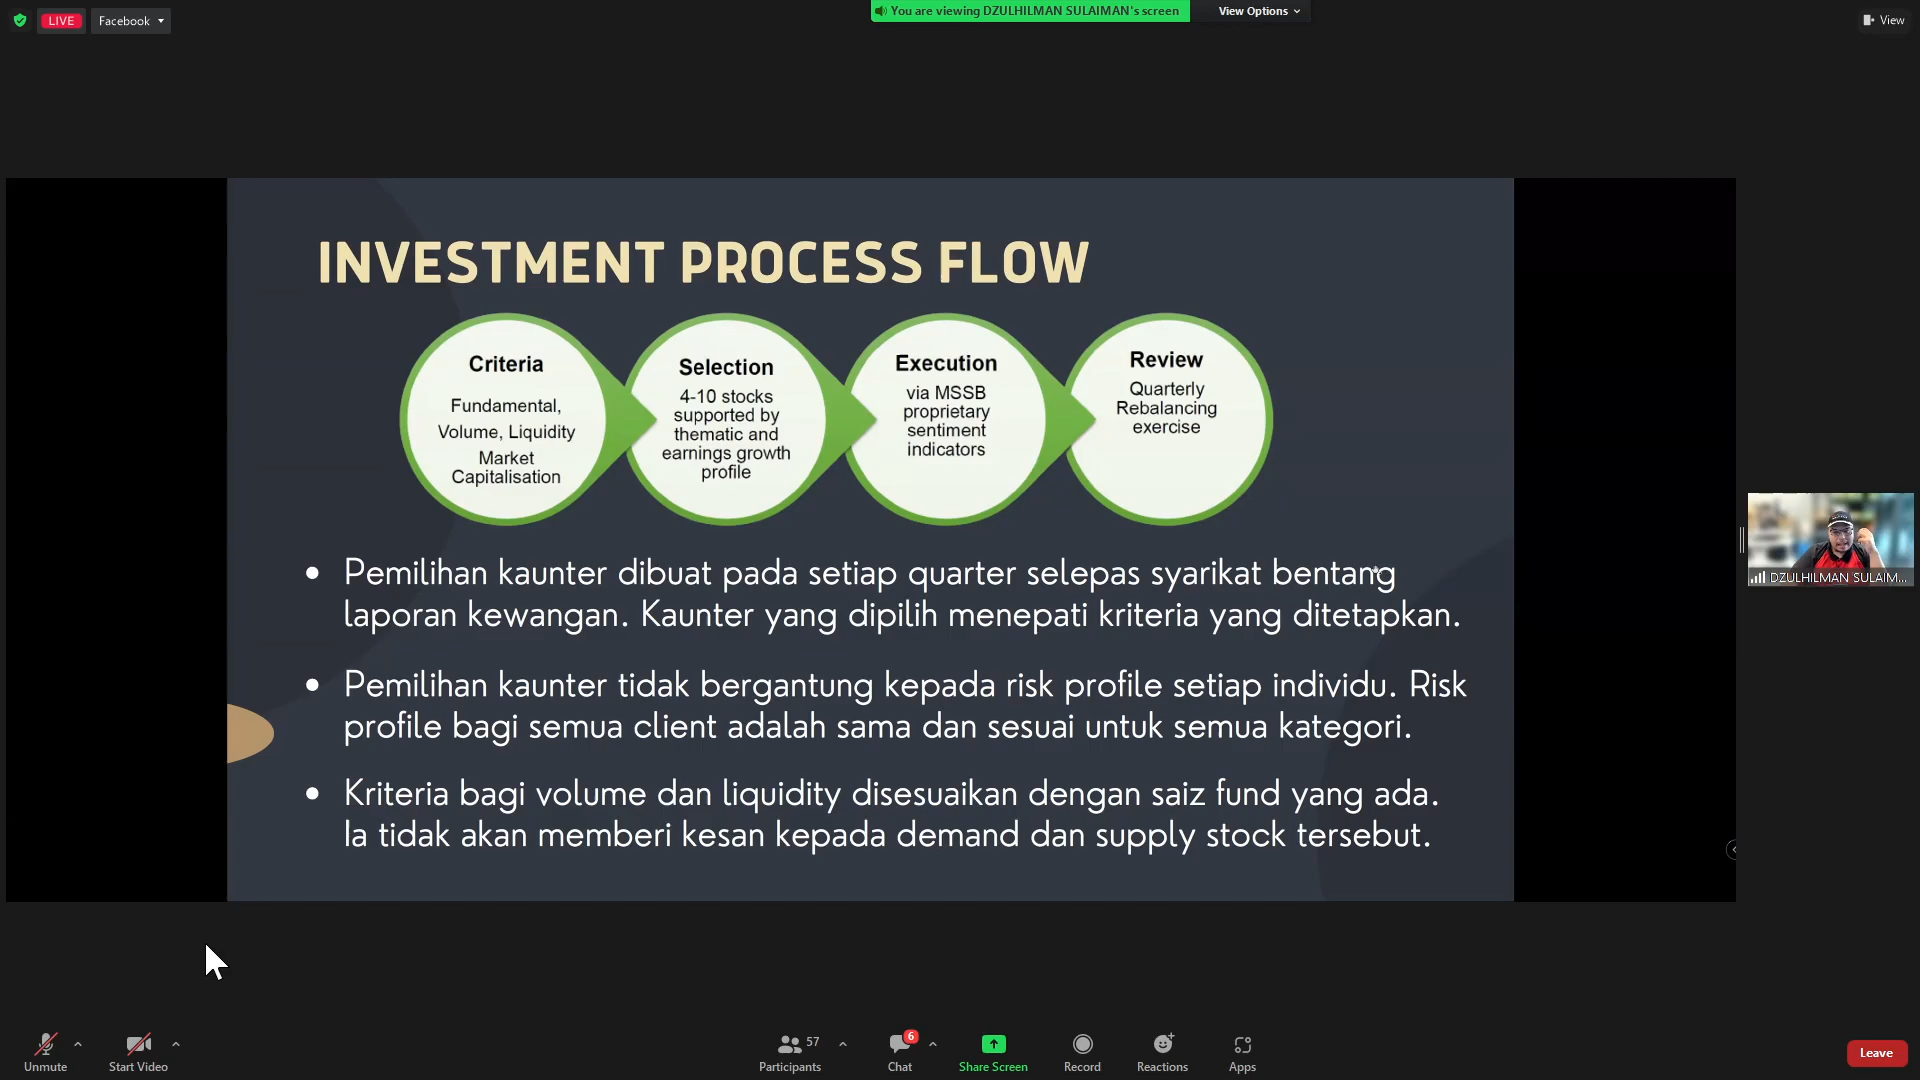 LIVE
Facebook
You are viewing DZULHILMAN SULAIMAN's screen
View Options
View
INVESTMENT PROCESS FLOW
Criteria
Fundamental,
Volume, Liquidity
Market
Capitalisation
Selection
4-10 stocks
supported by
thematic and
earnings growth
profile
Execution
via MSSB
proprietary
sentiment
indicators
Review
Quarterly
Rebalancing
exercise
• Pemilihan kaunter dibuat pada setiap quarter selepas syarikat bentang
laporan kewangan. Kaunter yang dipilih menepati kriteria yang ditetapkan.
• Pemilihan kaunter tidak bergantung kepada risk profile setiap individu. Risk
profile bagi semua client adalah sama dan sesuai untuk semua kategori.
• Kriteria bagi volume dan liquidity disesuaikan dengan saiz fund yang ada.
Ia tidak akan memberi kesan kepada demand dan supply stock tersebut.
DZULHILMAN SULAIM...
Unmute
Start Video
57
Participants
6
Chat
Share Screen
Record
Reactions
Apps
Leave